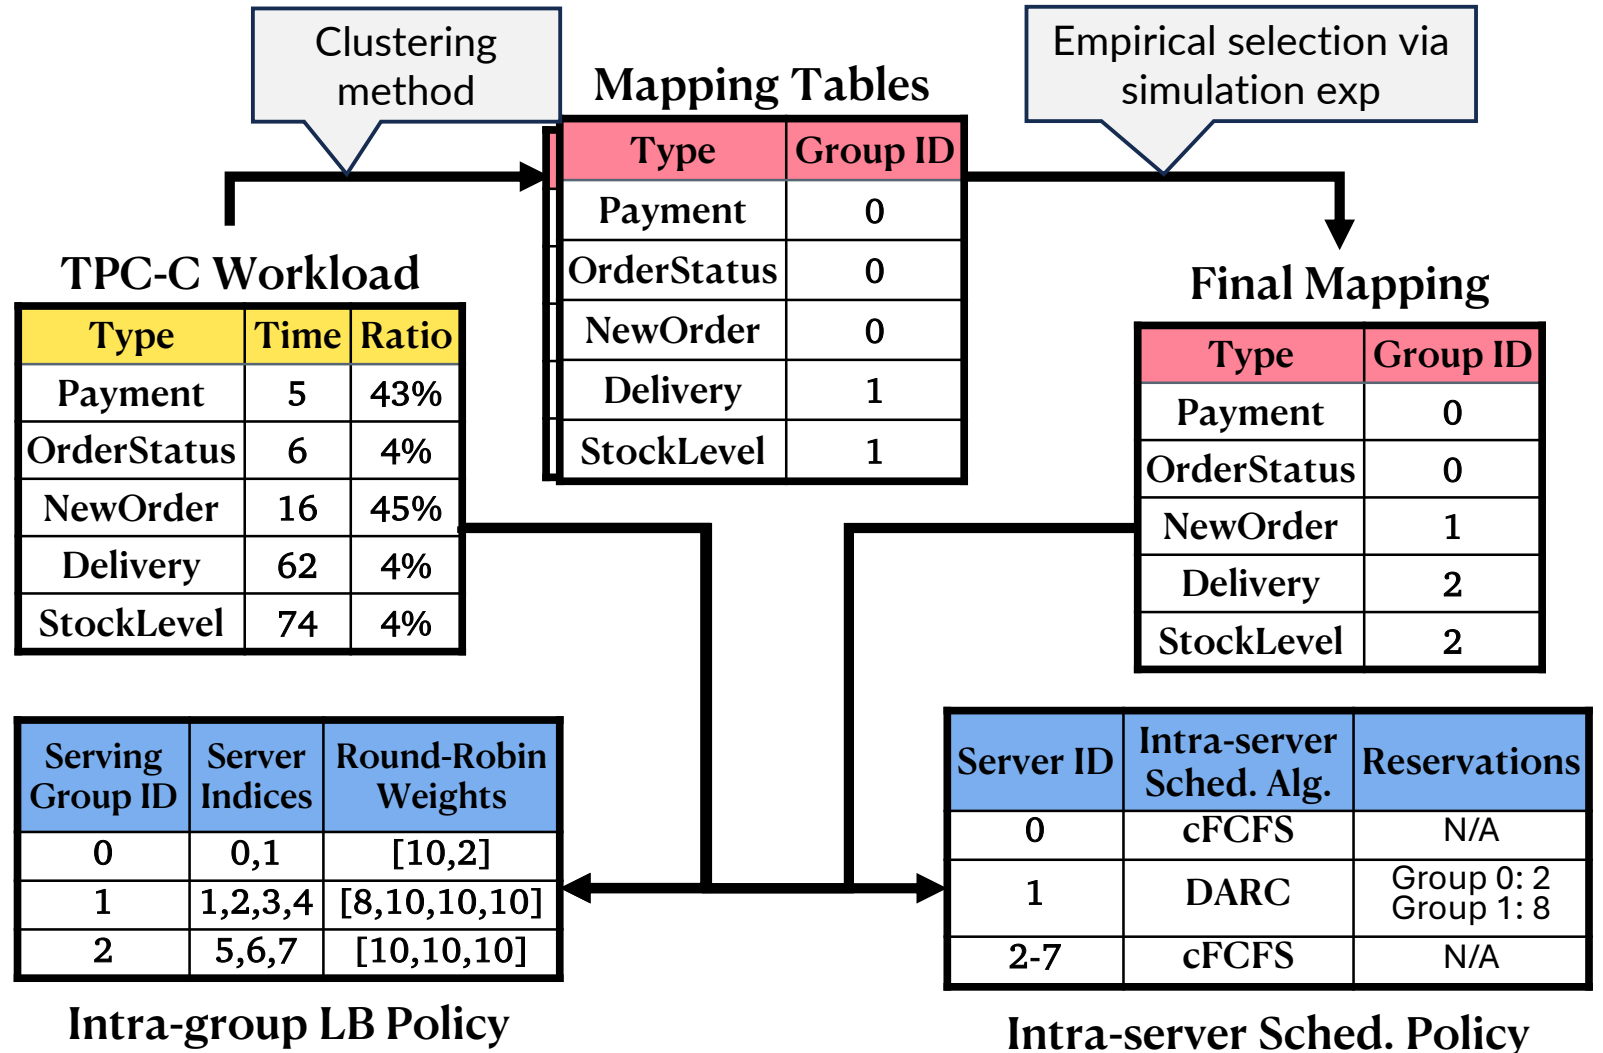 Clustering
method
Empirical selection via
simulation exp
Mapping Tables
Type Group ID
Payment 0
OrderStatus 0
NewOrder 0
Delivery 1
StockLevel 1
TPC-C Workload
Type Time Ratio
Payment 5 43%
OrderStatus 6 4%
NewOrder 16 45%
Delivery 62 4%
StockLevel 74 4%
Final Mapping
Type Group ID
Payment 0
OrderStatus 0
NewOrder 1
Delivery 2
StockLevel 2
Serving Server Round-Robin
Group ID Indices Weights
0 0,1 [10,2]
1 1,2,3,4 [8,10,10,10]
2 5,6,7 [10,10,10]
Intra-group LB Policy
Intra-server
Server ID Sched. Alg. Reservations
0 cFCFS N/A
1 DARC Group 0: 2
Group 1: 8
2-7 cFCFS N/A
Intra-server Sched. Policy